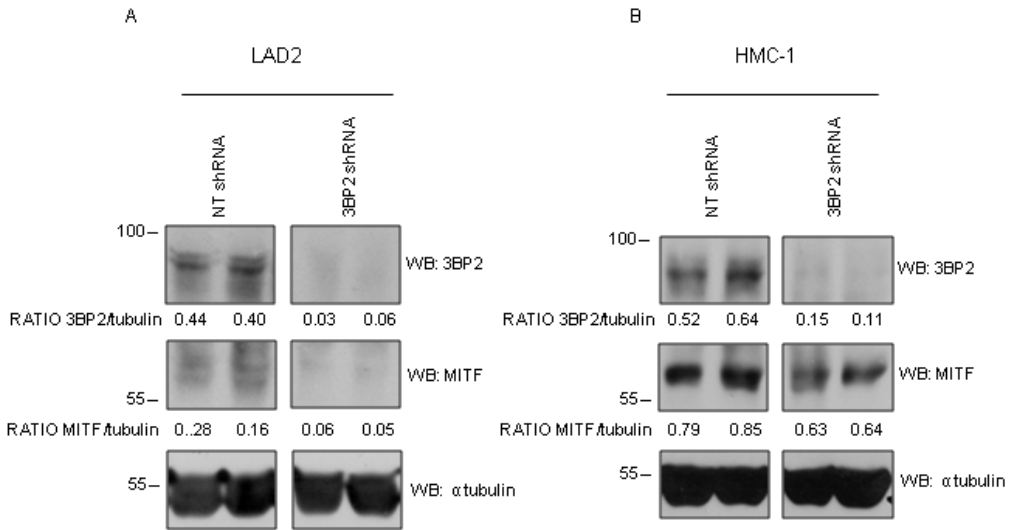 A
LAD2
NT shRNA
3BP2 shRNA
100
WB: 3BP2
RATIO 3BP2/tubulin 0.44 0.40 0.03 0.06
WB: MITF
55
RATIO MITF/tubulin 0..28 0.16 0.06 0.05
55
WB: α tubulin
B
HMC-1
NT shRNA
3BP2 shRNA
100
WB: 3BP2
RATIO 3BP2/tubulin 0.52 0.64 0.15 0.11
WB: MITF
55
RATIO MITF/tubulin 0.79 0.85 0.63 0.64
55
WB: α tubulin